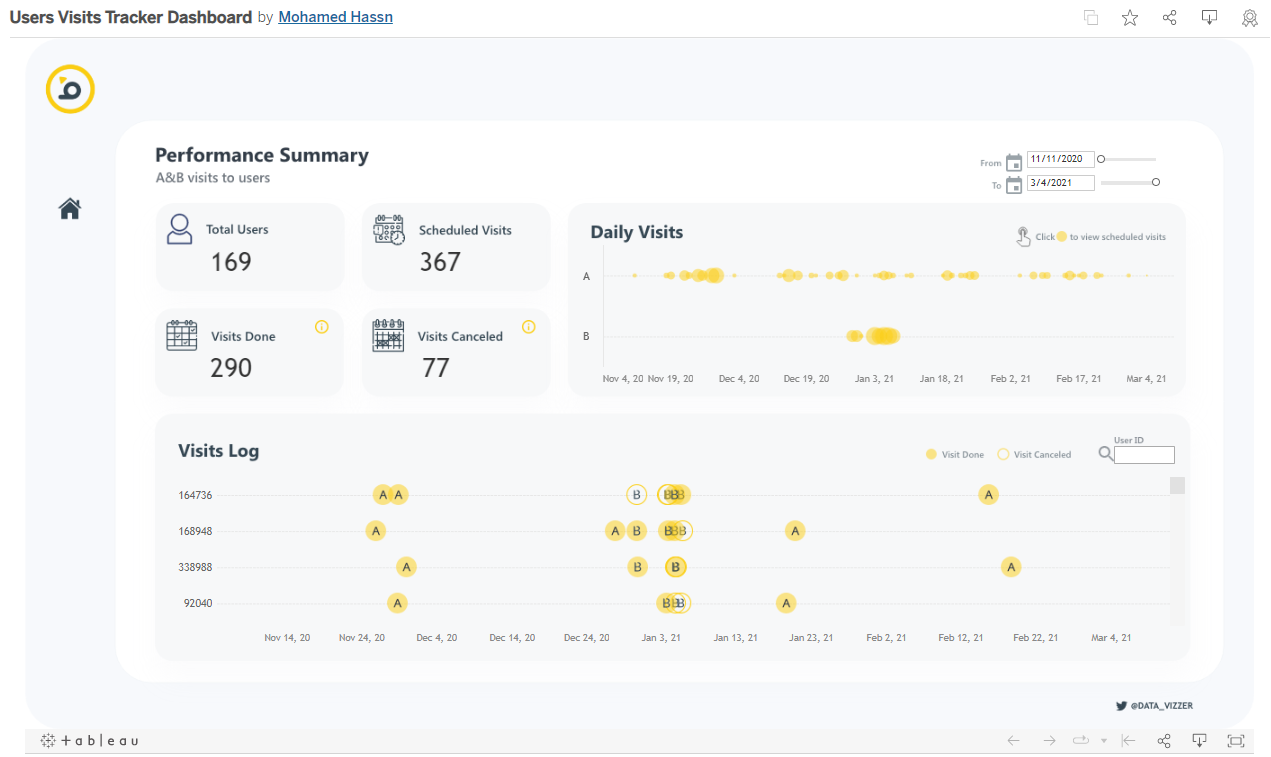 Users Visits Tracker Dashboard by Mohamed Hassn
Performance Summary
A&B visits to users
From 11/11/2020
To 3/4/2021
Total Users
169
Scheduled Visits
367
Visits Done
290
Visits Canceled
77
Daily Visits
Click to view scheduled visits
A
B
Nov 4, 20 Nov 19, 20 Dec 4, 20 Dec 19, 20 Jan 3, 21 Jan 18, 21 Feb 2, 21 Feb 17, 21 Mar 4, 21
Visits Log
Visit Done Visit Canceled
User ID
164736 A A B B B B A
168948 A A B B B B A
338988 A B B A
92040 A B B B A
Nov 14, 20 Nov 24, 20 Dec 4, 20 Dec 14, 20 Dec 24, 20 Jan 3, 21 Jan 13, 21 Jan 23, 21 Feb 2, 21 Feb 12, 21 Feb 22, 21 Mar 4, 21
@DATA_VIZZER
+ a b | e a u